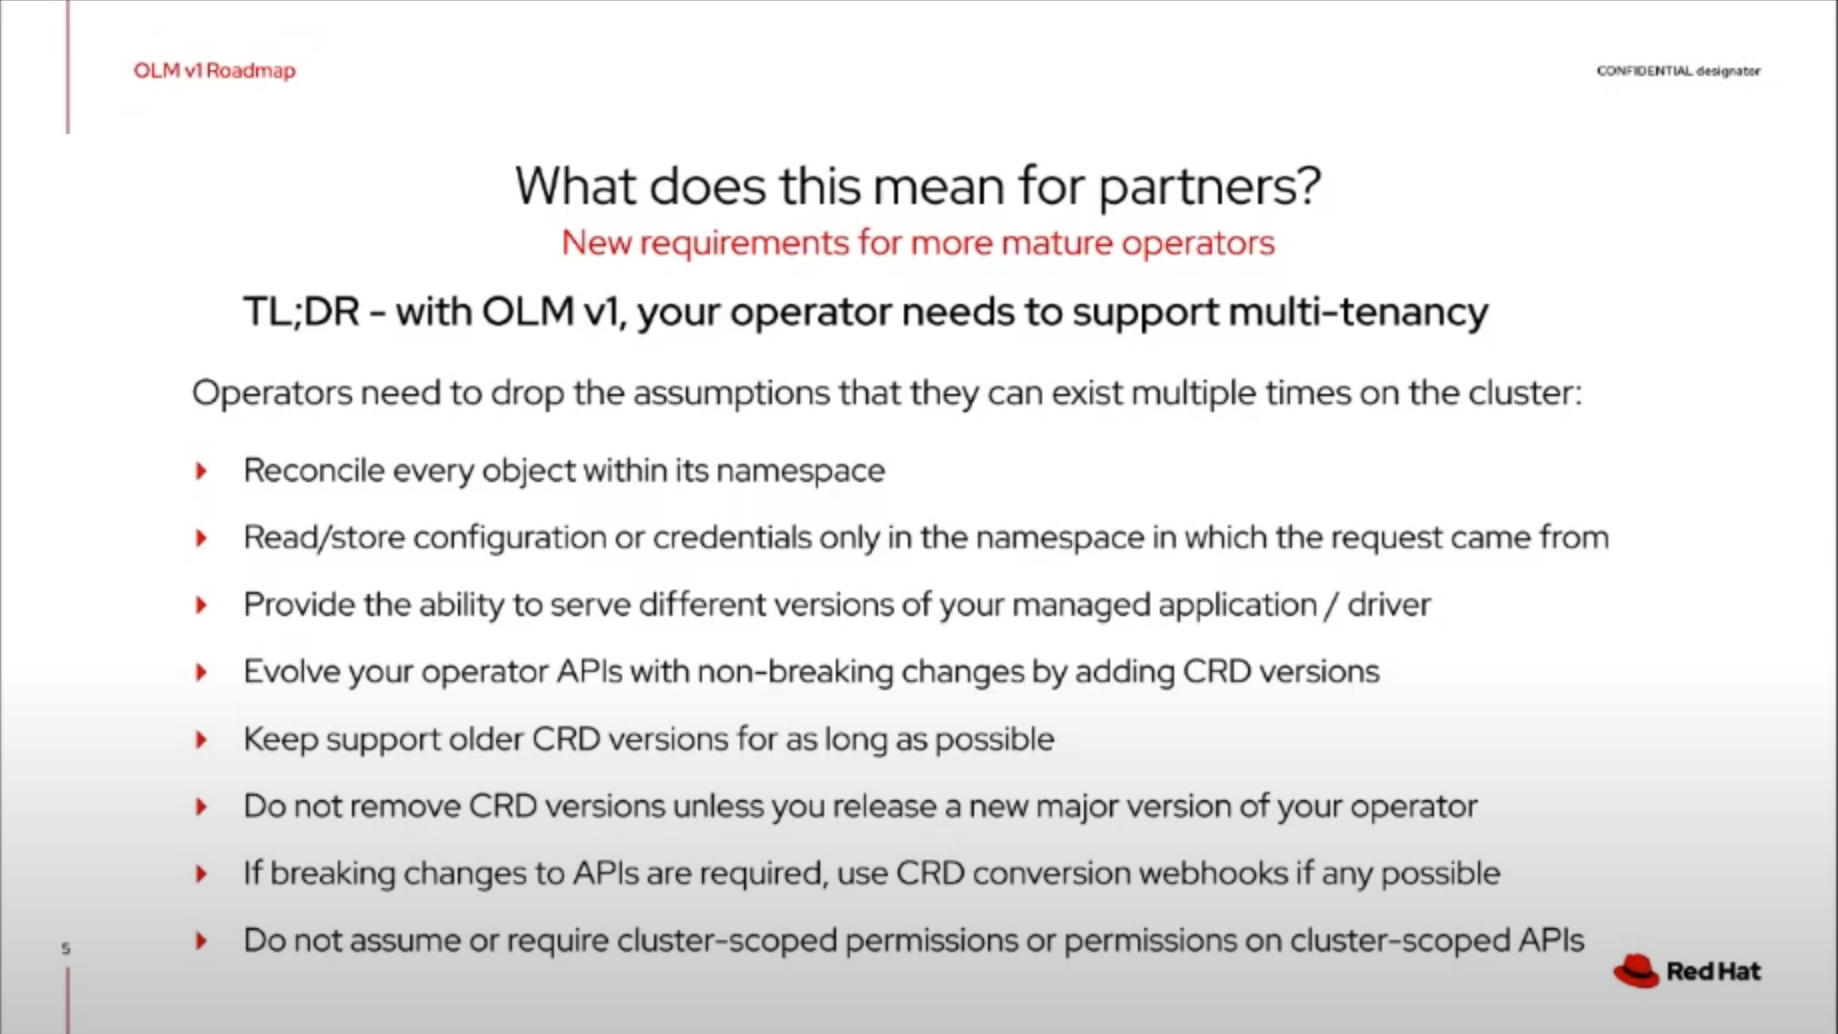 OLM v1 Roadmap
CONFIDENTIAL designator
What does this mean for partners?
New requirements for more mature operators
TL;DR - with OLM v1, your operator needs to support multi-tenancy
Operators need to drop the assumptions that they can exist multiple times on the cluster:
Reconcile every object within its namespace
Read/store configuration or credentials only in the namespace in which the request came from
Provide the ability to serve different versions of your managed application / driver
Evolve your operator APIs with non-breaking changes by adding CRD versions
Keep support older CRD versions for as long as possible
Do not remove CRD versions unless you release a new major version of your operator
If breaking changes to APIs are required, use CRD conversion webhooks if any possible
Do not assume or require cluster-scoped permissions or permissions on cluster-scoped APIs
5
Red Hat